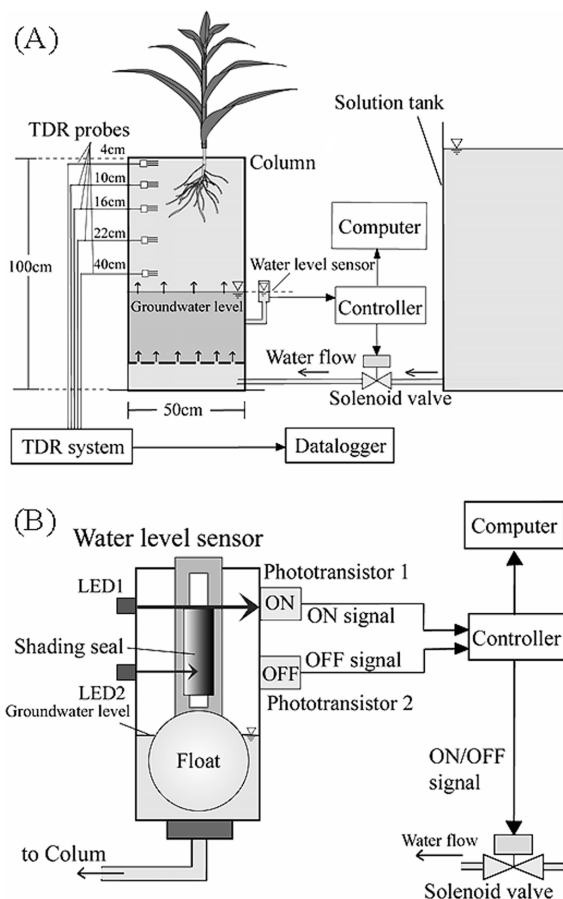 (A)
TDR probes
4cm
10cm
16cm
22cm
40cm
100cm
50cm
Column
Solution tank
Computer
Water level sensor
Groundwater level
Controller
Water flow
Solenoid valve
TDR system
Datalogger
(B)
Water level sensor
Computer
LED1
Phototransistor 1
ON
ON signal
Controller
Shading seal
OFF signal
OFF
LED2
Phototransistor 2
Groundwater level
Float
ON/OFF
signal
to Colum
Water flow
Solenoid valve